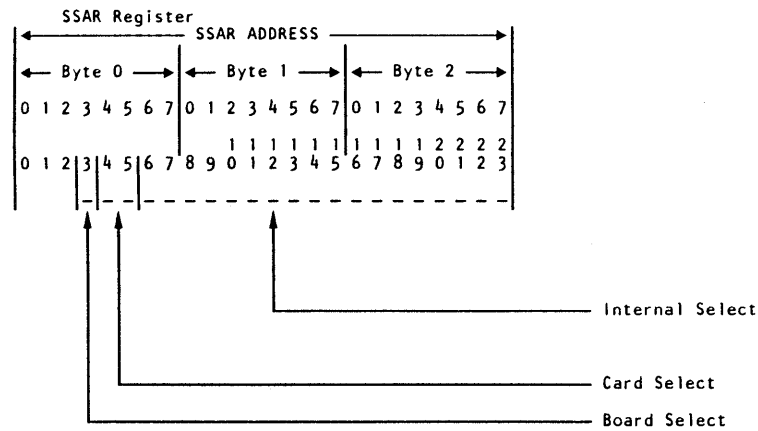 SSAR Register
SSAR ADDRESS
Byte 0 Byte 1 Byte 2
0 1 2 3 4 5 6 7 0 1 2 3 4 5 6 7 0 1 2 3 4 5 6 7
1 1 1 1 1 1 1 1 1 1 2 2 2 2
0 1 2 3 4 5 6 7 8 9 0 1 2 3 4 5 6 7 8 9 0 1 2 3
Internal Select
Card Select
Board Select